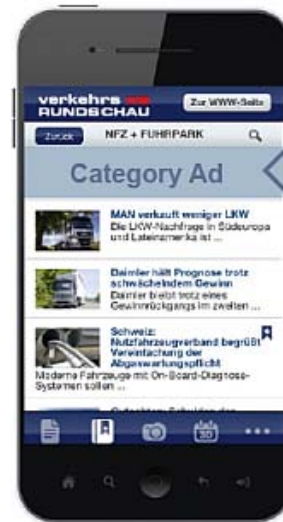 verkehrs
RUNDSCHAU
Zur WWW-Seite
Zurück
NFZ + FUHRPARK
Category Ad
MAN verkauft weniger LKW
Die LKW-Nachfrage in Südeuropa
und Lateinamerika ist ...
Daimler hält Prognose trotz
schwächelndem Gewinn
Daimler bleibt trotz eines
Gewinnrückgangs im zweiten ...
Schweiz:
Nutzfahrzeugverband begrüßt
Vereinfachung der
Abgaswartungspflicht
Moderne Fahrzeuge mit On-Board-Diagnose-
Systemen sollen ...
30